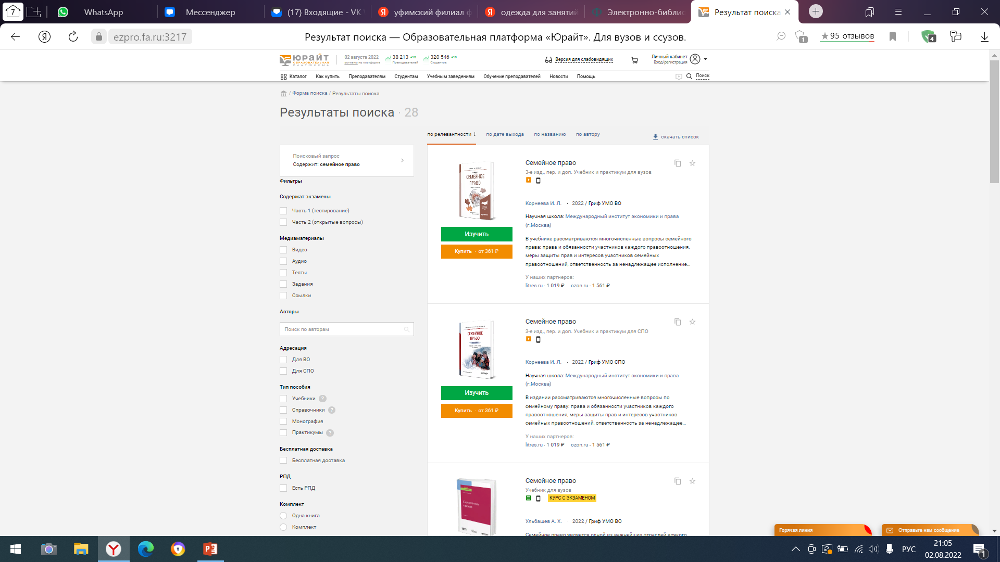 7
WhatsApp
Мессенджер
(17) Входящие - VK
уфимский филиал ф
одежда для занятий
Электронно-библис
Результат поиска
ezpro.fa.ru:3217
Результат поиска — Образовательная платформа «Юрайт». Для вузов и ссузов.
1
95 отзывов
4
ЮРАЙТ
ОБРАЗОВАТЕЛЬНАЯ
ПЛАТФОРМА
02 августа 2022
активны на платформе
38 213 +10
Преподавателей
320 546 +19
Студентов
Версия для слабовидящих
Личный кабинет
Вход/регистрация
Каталог
Как купить
Преподавателям
Студентам
Учебным заведениям
Обучение преподавателей
Новости
Помощь
Поиск
/ Форма поиска / Результаты поиска
Результаты поиска · 28
по релевантности ↓
по дате выхода
по названию
по автору
скачать список
Поисковый запрос
Содержит: семейное право
Фильтры
Содержат экзамены
Часть 1 (тестирование)
Часть 2 (открытые вопросы)
Медиаматериалы
Видео
Аудио
Тесты
Задания
Ссылки
Авторы
Поиск по авторам
Адресация
Для ВО
Для СПО
Тип пособия
Учебники ?
Справочники ?
Монография
Практикумы ?
Бесплатная доставка
Бесплатная доставка
РПД
Есть РПД
Комплект
Одна книга
Комплект
СЕМЕЙНОЕ
ПРАВО
Изучить
Купить · от 361 ₽
Семейное право
3-е изд., пер. и доп. Учебник и практикум для вузов
Корнеева И. Л. · 2022 / Гриф УМО ВО
Научная школа: Международный институт экономики и права
(г.Москва)
В учебнике рассматриваются многочисленные вопросы семейного
права: права и обязанности участников каждого правоотношения,
меры защиты прав и интересов участников семейных
правоотношений, ответственность за ненадлежащее исполнение...
У наших партнеров:
litres.ru · 1 019 ₽ ozon.ru · 1 561 ₽
СЕМЕЙНОЕ
ПРАВО
Изучить
Купить · от 361 ₽
Семейное право
3-е изд., пер. и доп. Учебник и практикум для СПО
Корнеева И. Л. · 2022 / Гриф УМО СПО
Научная школа: Международный институт экономики и права
(г.Москва)
В издании рассматриваются многочисленные вопросы по
семейному праву: права и обязанности участников каждого
правоотношения, меры защиты прав и интересов участников
семейных правоотношений, ответственность за ненадлежащее...
У наших партнеров:
litres.ru · 1 019 ₽ ozon.ru · 1 561 ₽
Семейное
право
Семейное право
Учебник для вузов
КУРС С ЭКЗАМЕНОМ
Ульбашев А. Х. · 2022 / Гриф УМО ВО
Семейное право является одной из важнейших отраслей всякого
Горячая линия
Отправьте нам сообщение
РУС
21:05
02.08.2022
1